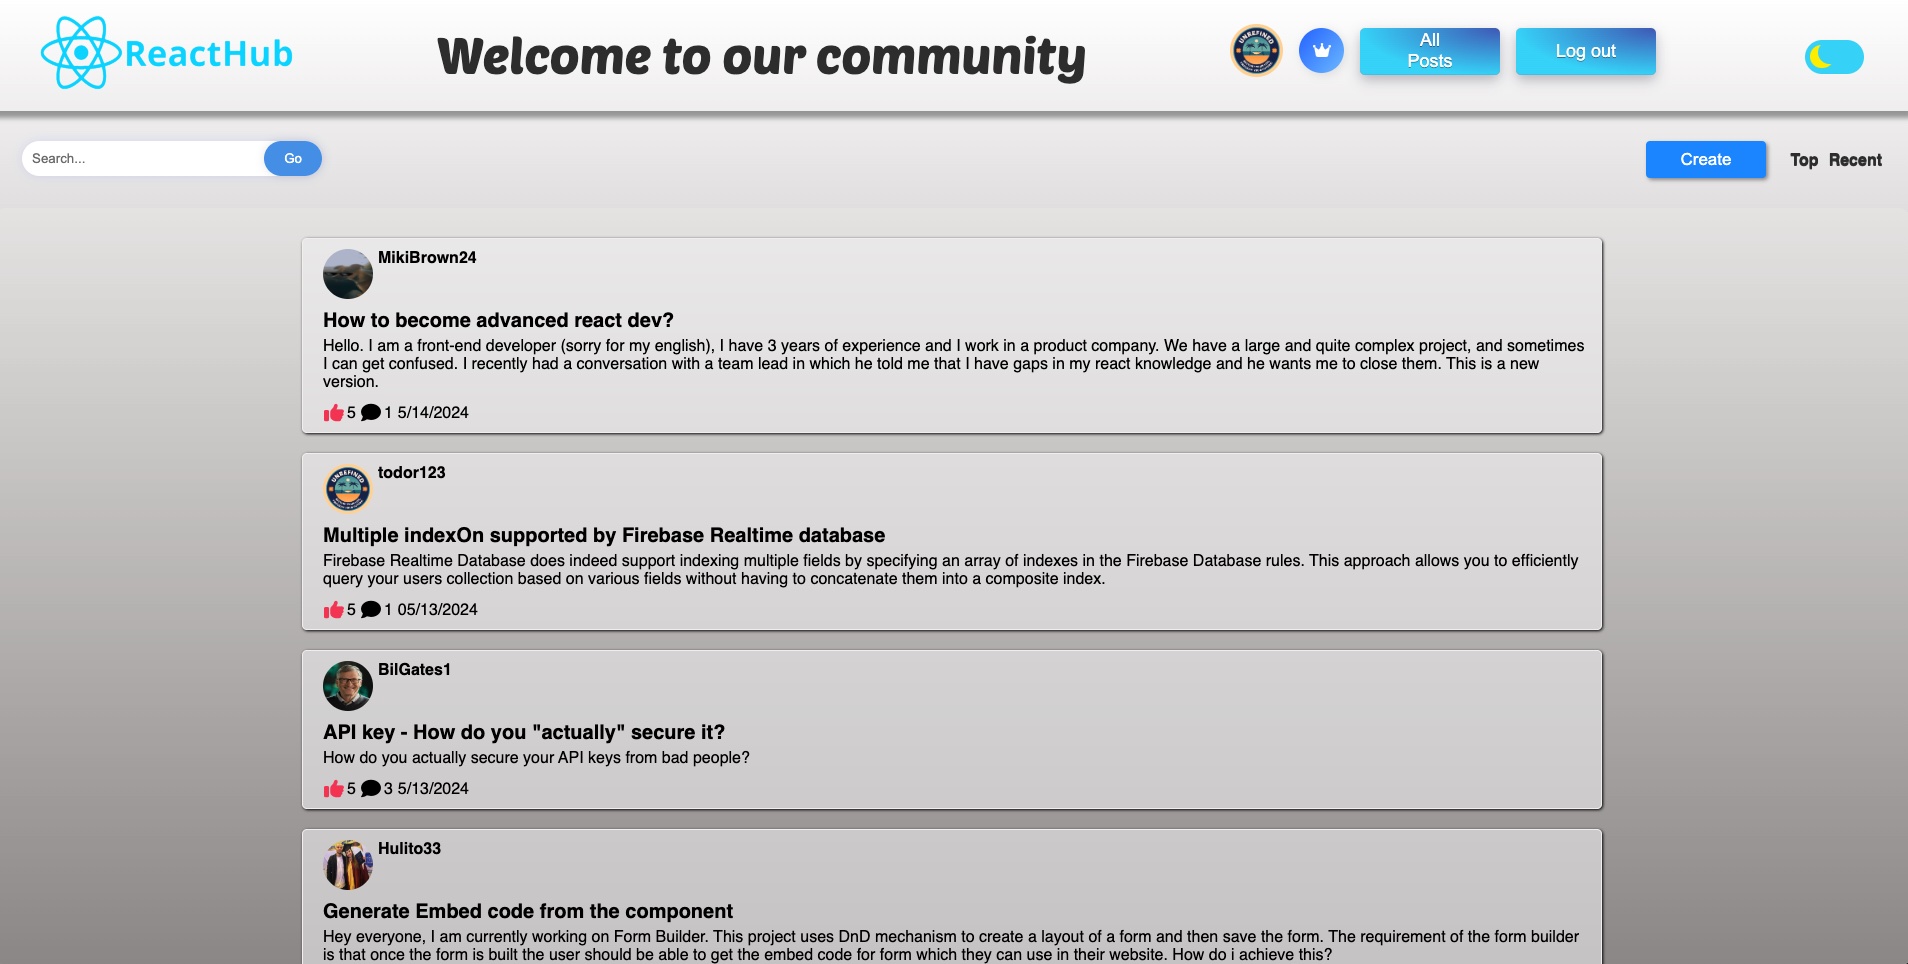 ReactHub
Welcome to our community
All
Posts
Log out
Search...
Go
Create
Top Recent
MikiBrown24
How to become advanced react dev?
Hello. I am a front-end developer (sorry for my english), I have 3 years of experience and I work in a product company. We have a large and quite complex project, and sometimes
I can get confused. I recently had a conversation with a team lead in which he told me that I have gaps in my react knowledge and he wants me to close them. This is a new
version.
5 1 5/14/2024
UNREFINED
todor123
Multiple indexOn supported by Firebase Realtime database
Firebase Realtime Database does indeed support indexing multiple fields by specifying an array of indexes in the Firebase Database rules. This approach allows you to efficiently
query your users collection based on various fields without having to concatenate them into a composite index.
5 1 05/13/2024
BilGates1
API key - How do you "actually" secure it?
How do you actually secure your API keys from bad people?
5 3 5/13/2024
Hulito33
Generate Embed code from the component
Hey everyone, I am currently working on Form Builder. This project uses DnD mechanism to create a layout of a form and then save the form. The requirement of the form builder
is that once the form is built the user should be able to get the embed code for form which they can use in their website. How do i achieve this?